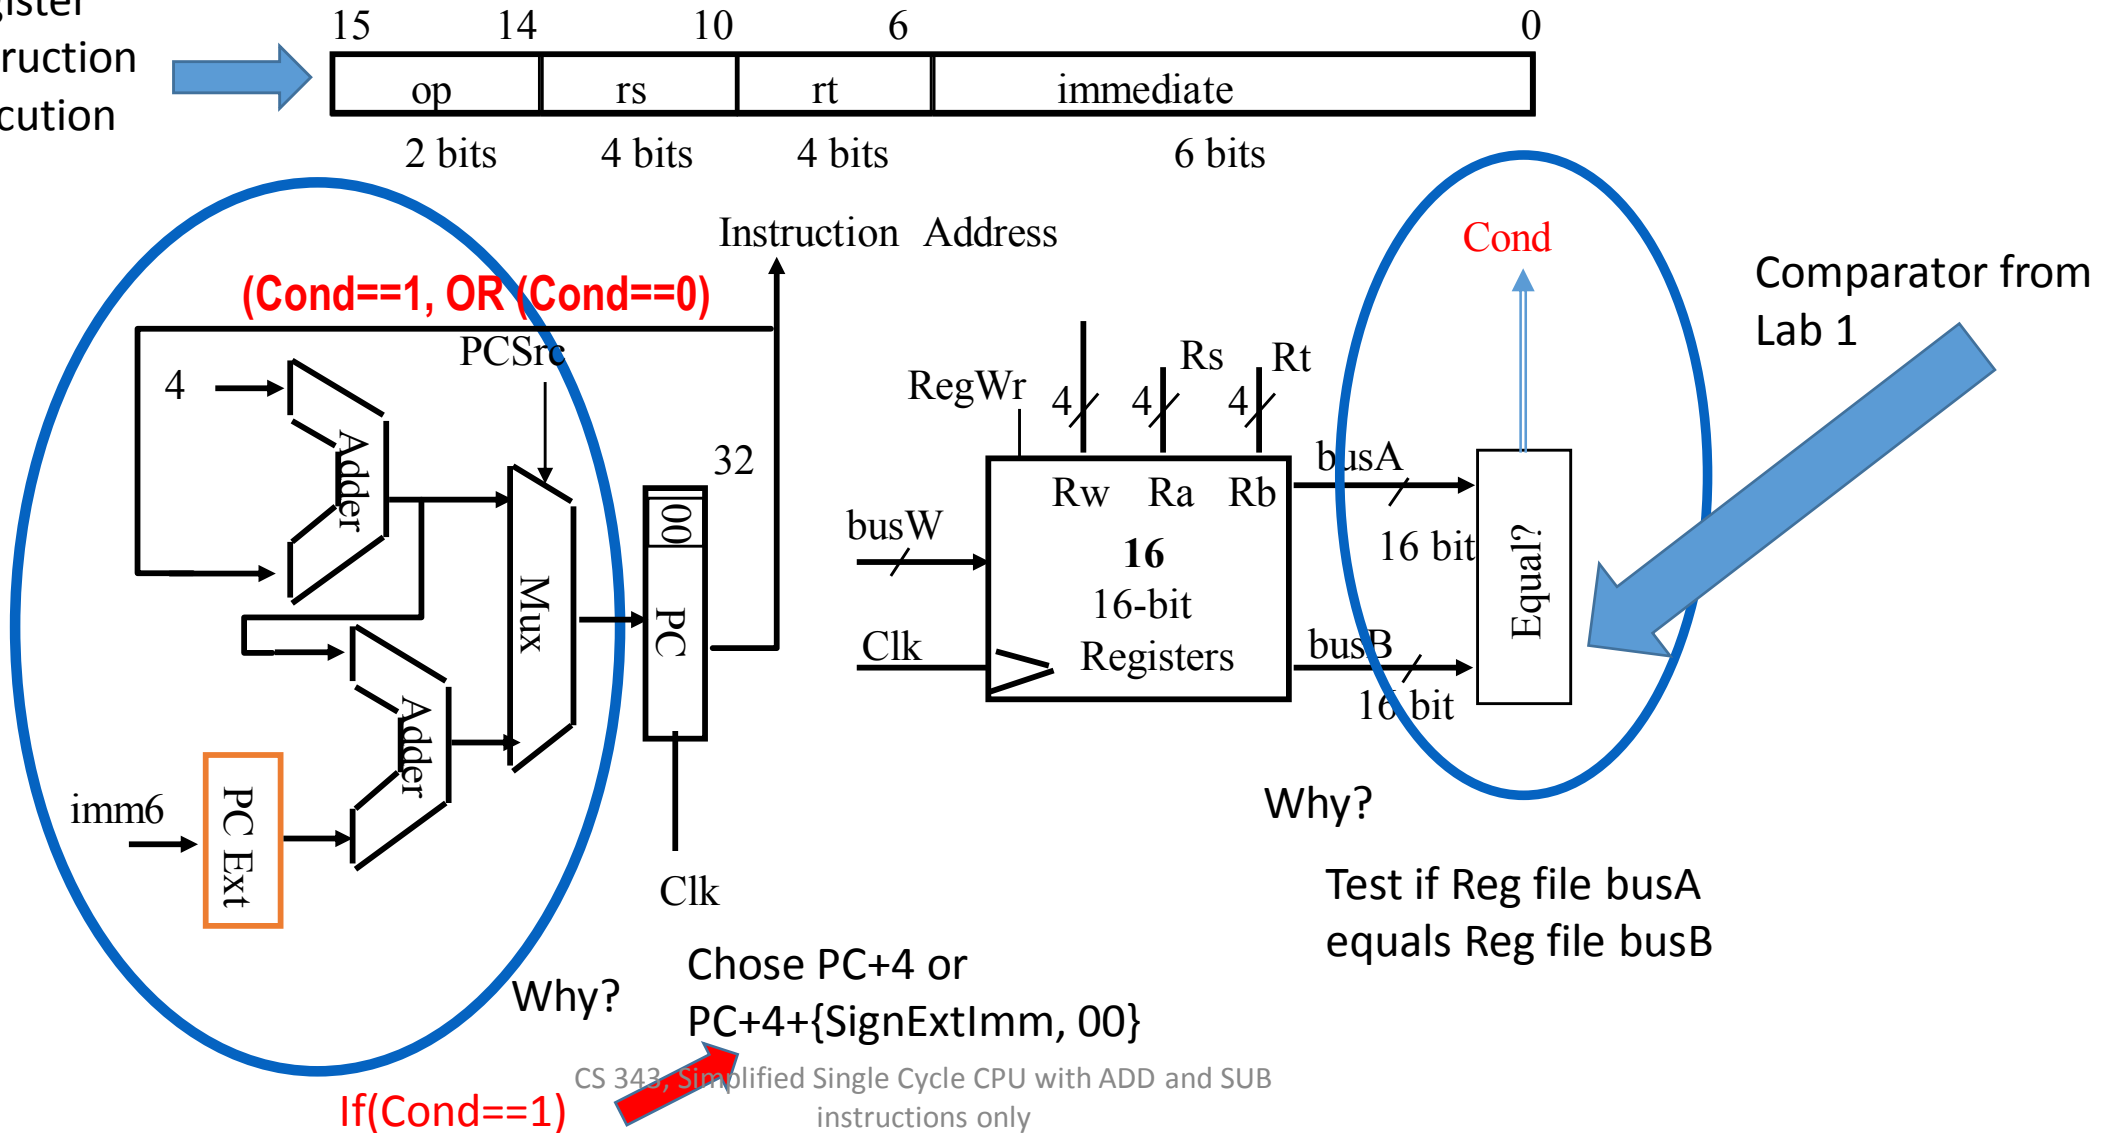 ruction
cution
15 14 10 6 0
op rs rt immediate
2 bits 4 bits 4 bits 6 bits
Instruction Address
(Cond==1, OR (Cond==0)
PCSrc
4
Adder
Mux
32
00
PC
Adder
imm6
PC Ext
Clk
RegWr
4 4 4
Rs
Rt
busW
Clk
Rw Ra Rb
16
16-bit
Registers
busA
16 bit
busB
16 bit
Equal?
Cond
Comparator from
Lab 1
Why?
Test if Reg file busA
equals Reg file busB
Why?
Chose PC+4 or
PC+4+{SignExtImm, 00}
If(Cond==1)
CS 343, Simplified Single Cycle CPU with ADD and SUB
instructions only